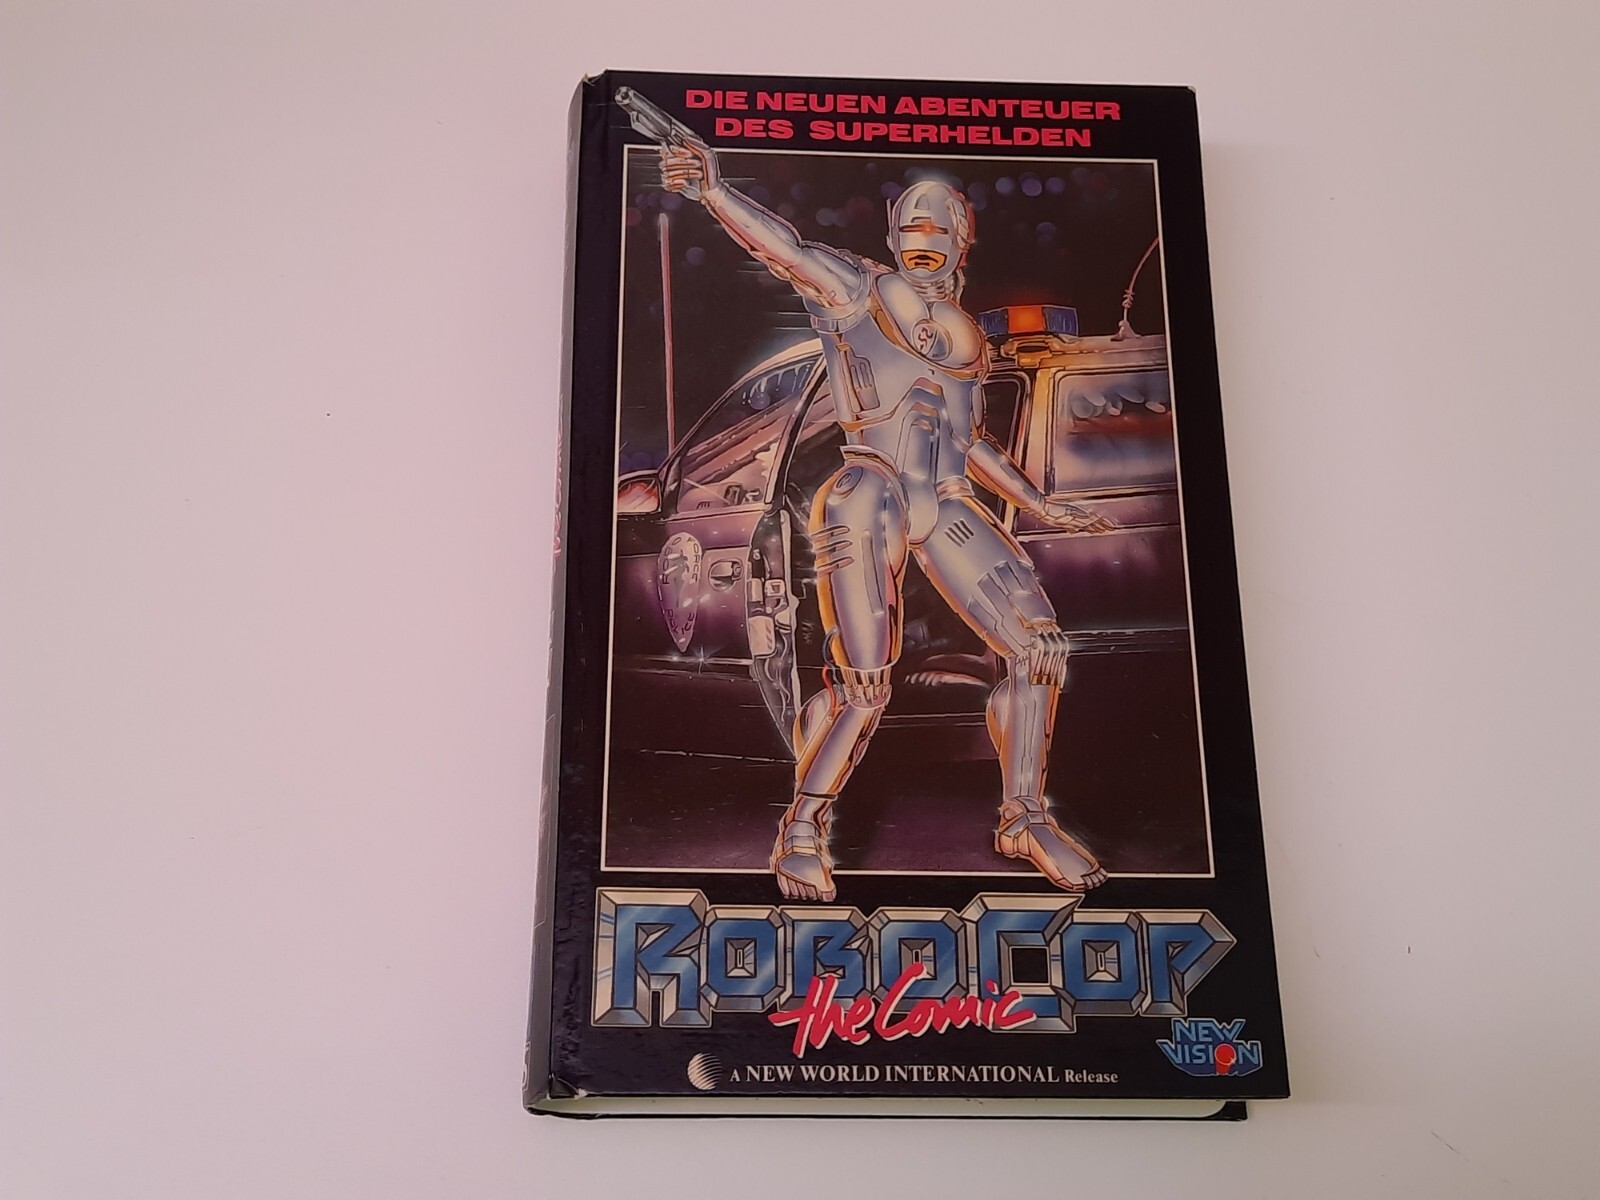 DIE NEUEN ABENTEUER
DES SUPERHELDEN
ROBOCOP
the Comic
NEW
VISION
A NEW WORLD INTERNATIONAL Release